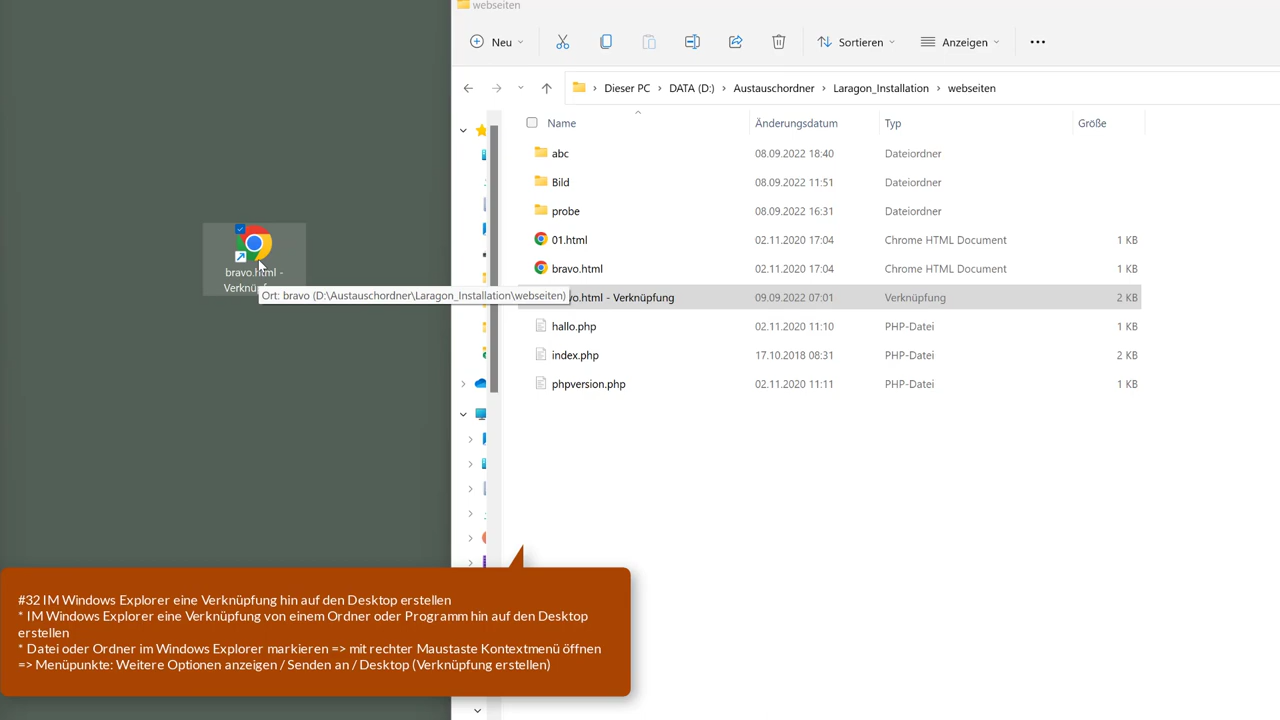 webseiten
Neu
Sortieren
Anzeigen
Dieser PC
DATA (D:)
Austauschordner
Laragon_Installation
webseiten
Name
Änderungsdatum
Typ
Größe
abc 08.09.2022 18:40 Dateiordner
Bild 08.09.2022 11:51 Dateiordner
probe 08.09.2022 16:31 Dateiordner
01.html 02.11.2020 17:04 Chrome HTML Document 1 KB
bravo.html 02.11.2020 17:04 Chrome HTML Document 1 KB
vo.html - Verknüpfung 09.09.2022 07:01 Verknüpfung 2 KB
hallo.php 02.11.2020 11:10 PHP-Datei 1 KB
index.php 17.10.2018 08:31 PHP-Datei 2 KB
phpversion.php 02.11.2020 11:11 PHP-Datei 1 KB
bravo.html -
Ort: bravo (D:\Austauschordner\Laragon_Installation\webseiten)
#32 IM Windows Explorer eine Verknüpfung hin auf den Desktop erstellen
* IM Windows Explorer eine Verknüpfung von einem Ordner oder Programm hin auf den Desktop
erstellen
* Datei oder Ordner im Windows Explorer markieren => mit rechter Maustaste Kontextmenü öffnen
=> Menüpunkte: Weitere Optionen anzeigen / Senden an / Desktop (Verknüpfung erstellen)